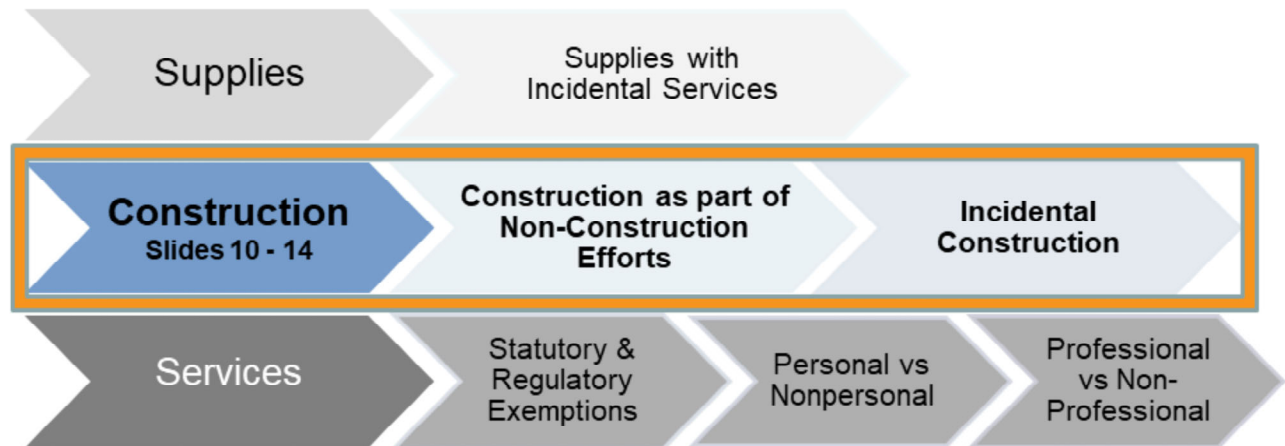 Supplies
Supplies with
Incidental Services
Construction
Slides 10 - 14
Construction as part of
Non-Construction
Efforts
Incidental
Construction
Services
Statutory &
Regulatory
Exemptions
Personal vs
Nonpersonal
Professional
vs Non-
Professional